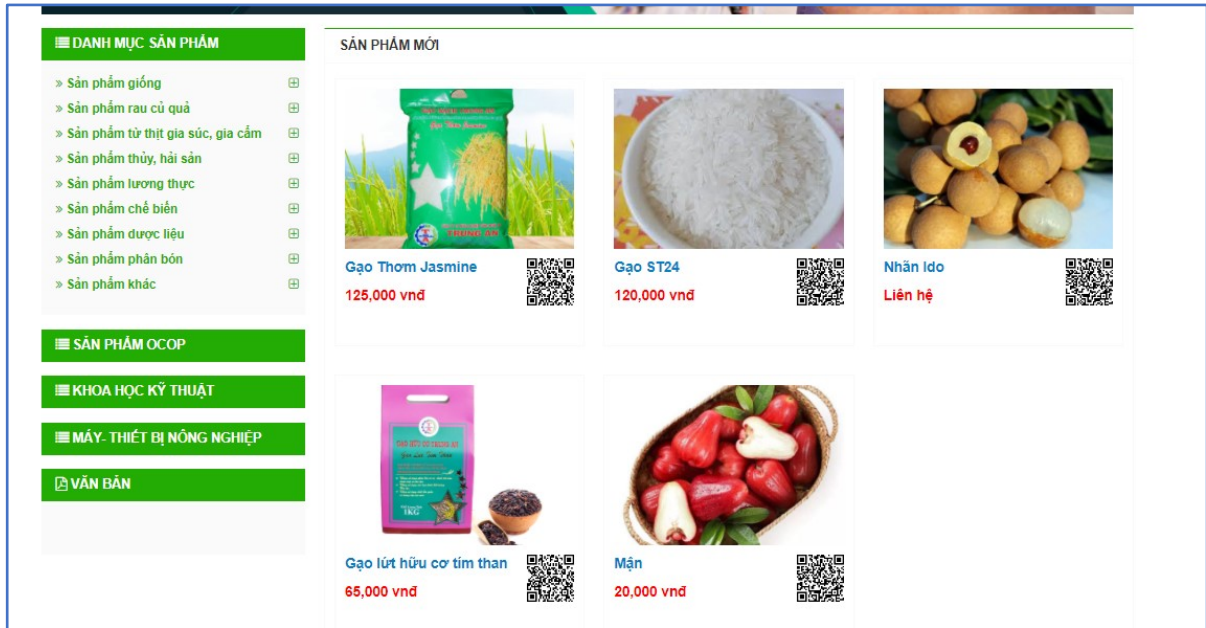 DANH MỤC SẢN PHẨM
» Sản phẩm giống
» Sản phẩm rau củ quả
» Sản phẩm từ thịt gia súc, gia cầm
» Sản phẩm thủy, hải sản
» Sản phẩm lương thực
» Sản phẩm chế biến
» Sản phẩm dược liệu
» Sản phẩm phân bón
» Sản phẩm khác
SẢN PHẨM OCOP
KHOA HỌC KỸ THUẬT
MÁY- THIẾT BỊ NÔNG NGHIỆP
VĂN BẢN
SẢN PHẨM MỚI
TRUNG AN
Gạo Thơm Jasmine
125,000 vnđ
Gạo ST24
120,000 vnđ
Nhãn Ido
Liên hệ
1KG
Gạo lứt hữu cơ tím than
65,000 vnđ
Mận
20,000 vnđ